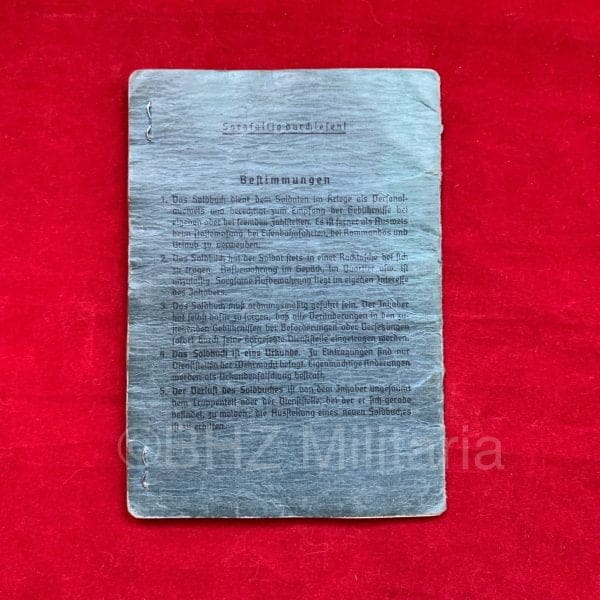 Sorgfältig durchlesen!
Bestimmungen
1. Das Soldbuch dient dem Soldaten im Kriege als Personal-
ausweis und berechtigt zum Empfang der Gebührnisse bei
eigenen oder bei fremden Zahlstellen. Es ist ferner als Ausweis
beim Postempfang, bei Eisenbahnfahrten, bei Kommandos und
Urlaub zu verwenden.
2. Das Soldbuch hat der Soldat stets in einer Rocktasche bei sich
zu tragen. Aufbewahrung im Gepäck, im Quartier usw. ist
unzulässig. Sorgsame Aufbewahrung liegt im eigenen Interesse
des Inhabers.
3. Das Soldbuch muß ordnungsmäßig geführt sein. Der Inhaber
hat selbst dafür zu sorgen, daß alle Veränderungen in den zu-
stehenden Gebührnissen bei Beförderungen oder Versetzungen
sofort durch seine vorgesetzte Dienststelle eingetragen werden.
4. Das Soldbuch ist eine Urkunde. Zu Eintragungen sind nur
Dienststellen der Wehrmacht befugt. Eigenmächtige Änderungen
werden als Urkundenfälschung bestraft.
5. Der Verlust des Soldbuches ist von dem Inhaber ungesäumt
dem Truppenteil oder der Dienststelle, bei der er sich gerade
befindet, zu melden; die Ausstellung eines neuen Soldbuches
ist zu erbitten.
©BHZ Militaria